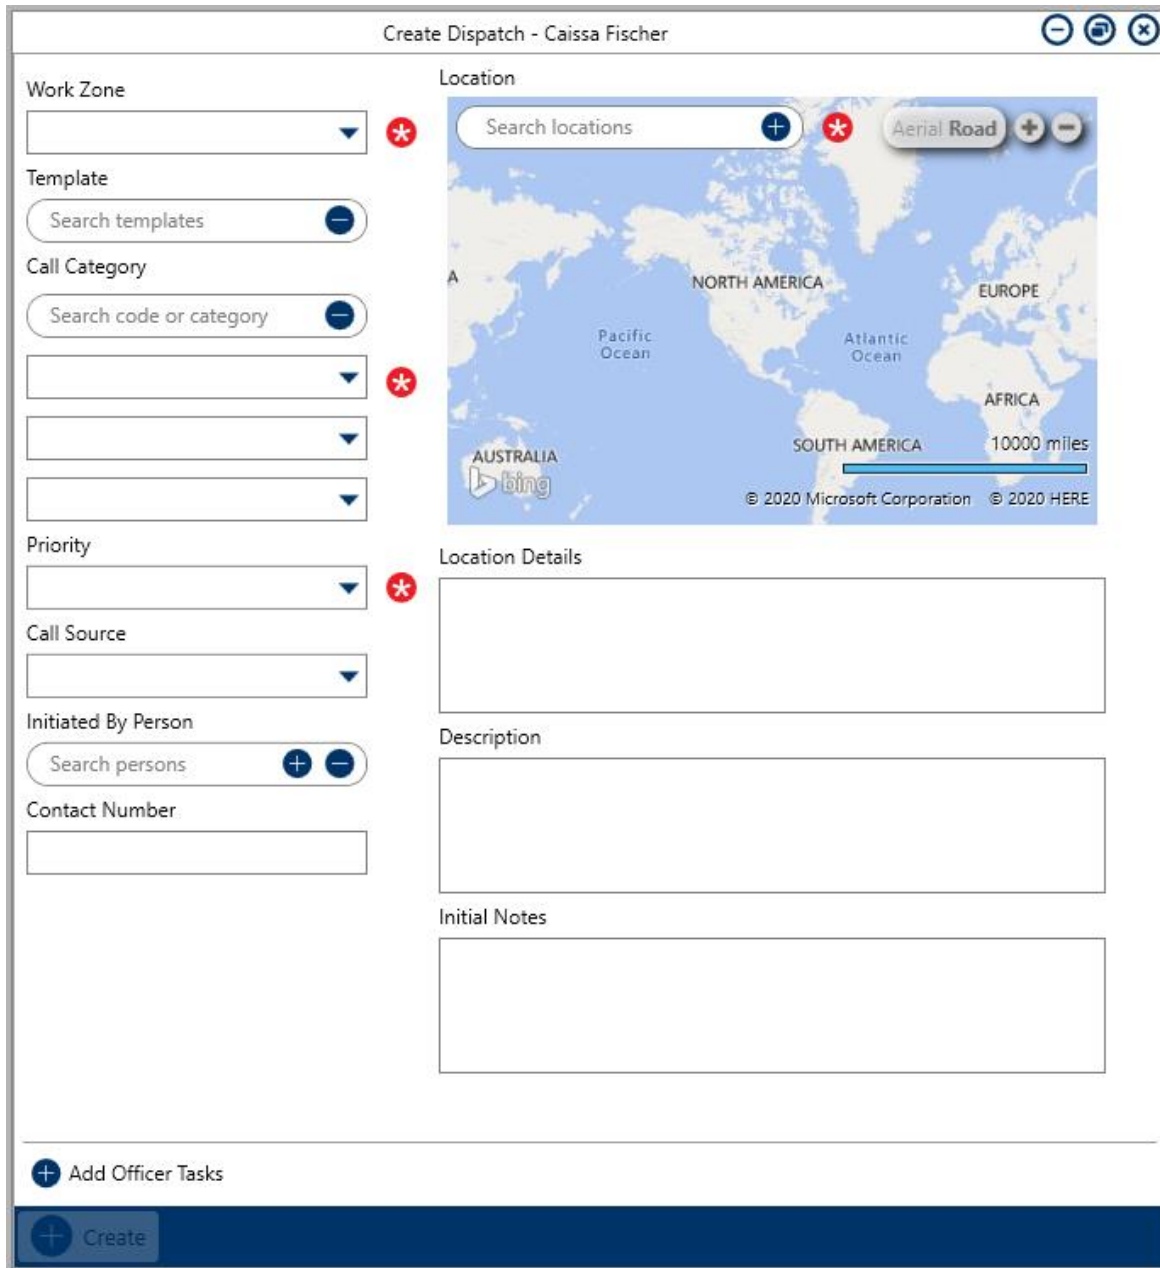 Create Dispatch - Caissa Fischer
Work Zone
Template
Search templates
Call Category
Search code or category
Priority
Call Source
Initiated By Person
Search persons
Contact Number
Location
Search locations
Aerial Road
A
NORTH AMERICA
EUROPE
Pacific
Ocean
Atlantic
Ocean
AFRICA
SOUTH AMERICA
10000 miles
AUSTRALIA
bing
© 2020 Microsoft Corporation © 2020 HERE
Location Details
Description
Initial Notes
Add Officer Tasks
Create